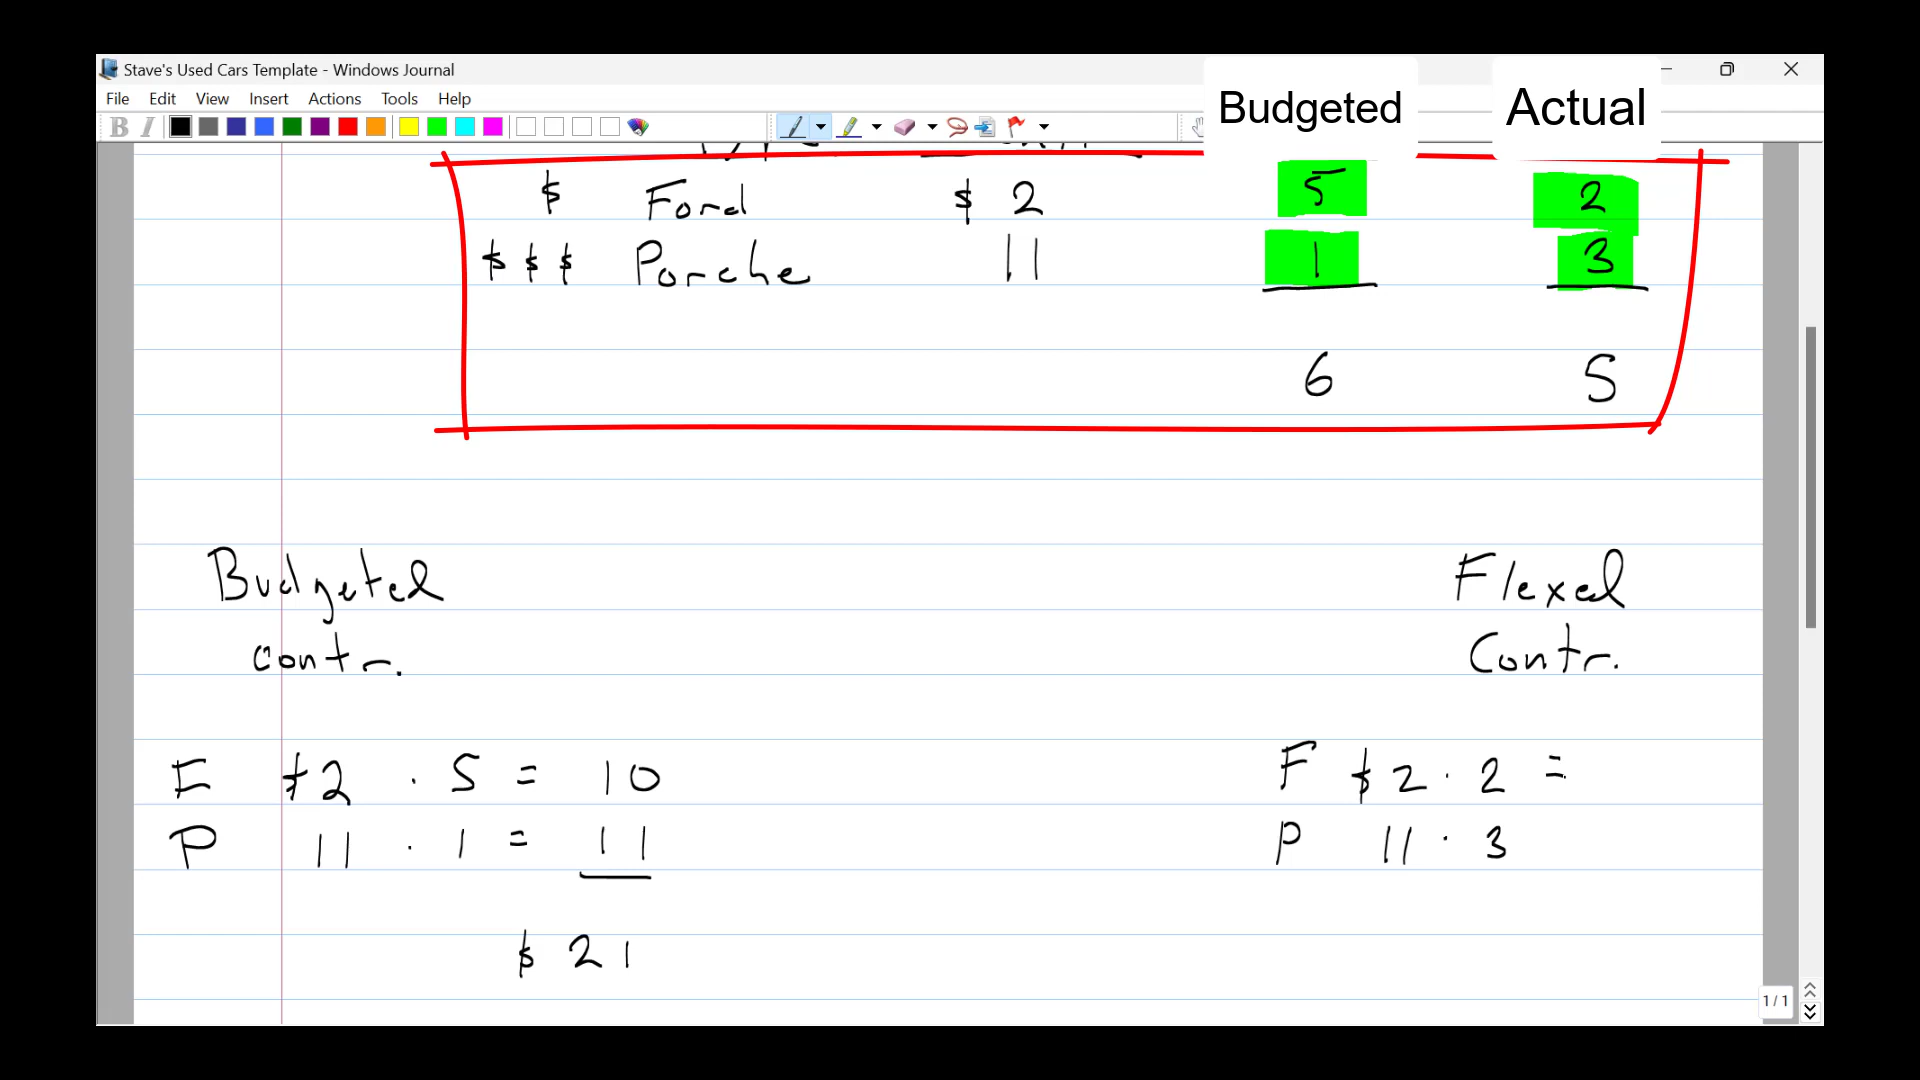 Stave's Used Cars Template - Windows Journal
File Edit View Insert Actions Tools Help
Budgeted Actual
B I
$ Ford $ 2 5 2
$ $ $ Porche 11 1 3
6 5
Budgeted Flexed
contr. Contr.
F $2 · 5 = 10 F $2 · 2 =
P 11 · 1 = 11 P 11 · 3
$ 21
1 / 1